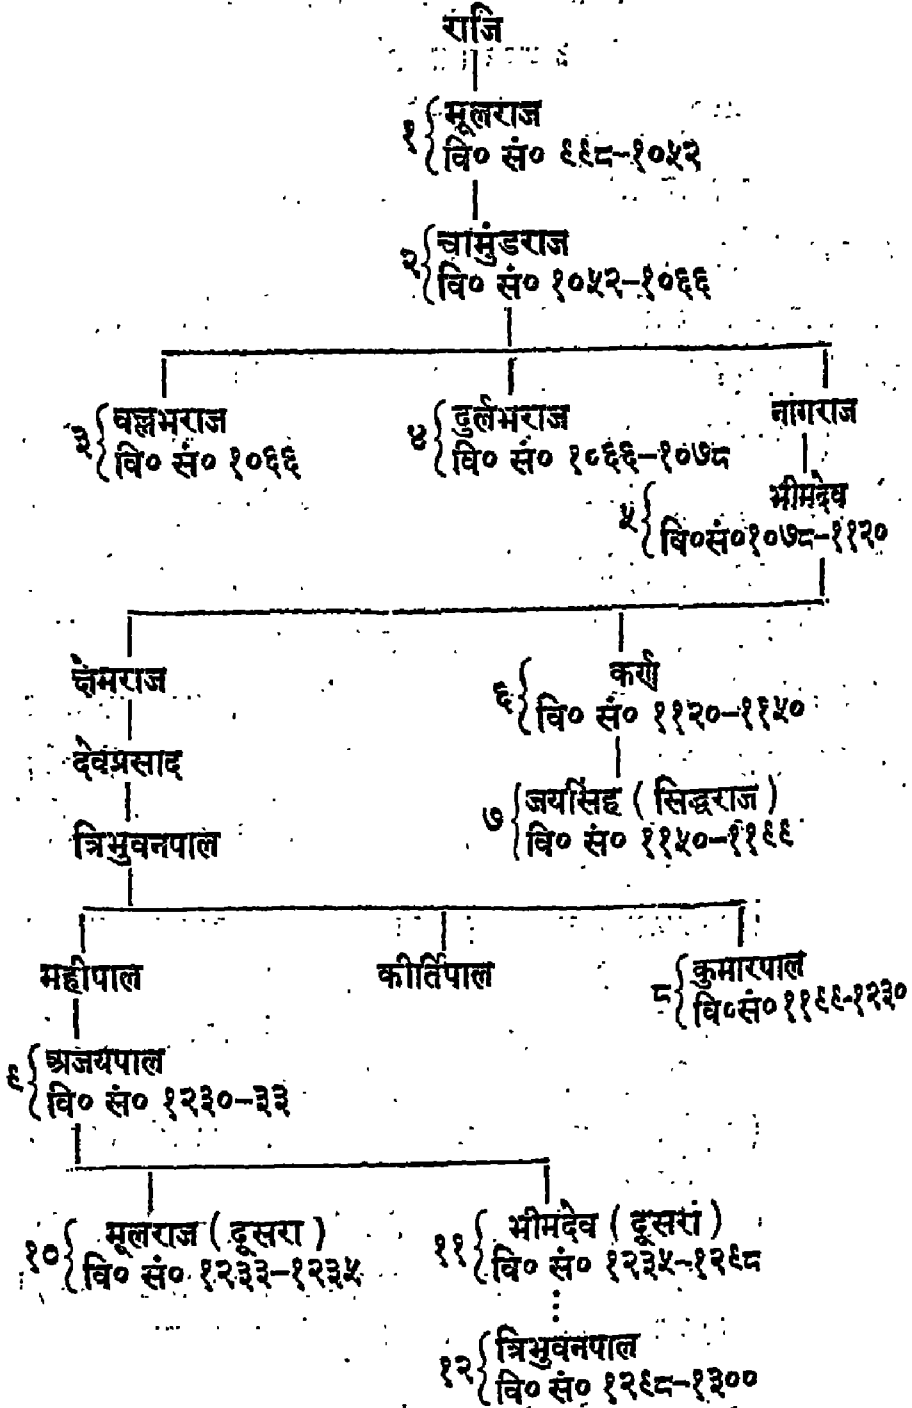 राजि
१ { मूलराज
वि० सं० ९९८-१०५२
२ { चामुंडराज
वि० सं० १०५२-१०६६
३ { वल्लभराज
वि० सं० १०६६
४ { दुर्लभराज
वि० सं० १०६६-१०७८
नागराज
५ { भीमदेव
वि०सं०१०७८-११२०
क्षेमराज
६ { कर्ण
वि० सं० ११२०-११५०
देवप्रसाद
७ { जयसिंह ( सिद्धराज )
वि० सं० ११५०-११९९
त्रिभुवनपाल
महीपाल
कीर्तिपाल
८ { कुमारपाल
वि०सं० ११९९-१२३०
९ { अजयपाल
वि० सं० १२३०-३३
१० { मूलराज ( दूसरा )
वि० सं० १२३३-१२३५
११ { भीमदेव ( दूसरा )
वि० सं० १२३५-१२९८
१२ { त्रिभुवनपाल
वि० सं० १२९८-१३००